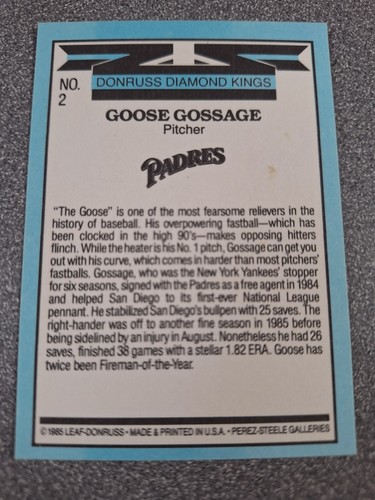 NO.
2
DONRUSS DIAMOND KINGS
GOOSE GOSSAGE
Pitcher
PADRES
"The Goose" is one of the most fearsome relievers in the
history of baseball. His overpowering fastball—which has
been clocked in the high 90's—makes opposing hitters
flinch. While the heater is his No. 1 pitch, Gossage can get you
out with his curve, which comes in harder than most pitchers'
fastballs. Gossage, who was the New York Yankees' stopper
for six seasons, signed with the Padres as a free agent in 1984
and helped San Diego to its first-ever National League
pennant. He stabilized San Diego's bullpen with 25 saves. The
right-hander was off to another fine season in 1985 before
being sidelined by an injury in August. Nonetheless he had 26
saves, finished 38 games with a stellar 1.82 ERA. Goose has
twice been Fireman-of-the-Year.
© 1985 LEAF-DONRUSS • MADE & PRINTED IN U.S.A. • PEREZ-STEELE GALLERIES